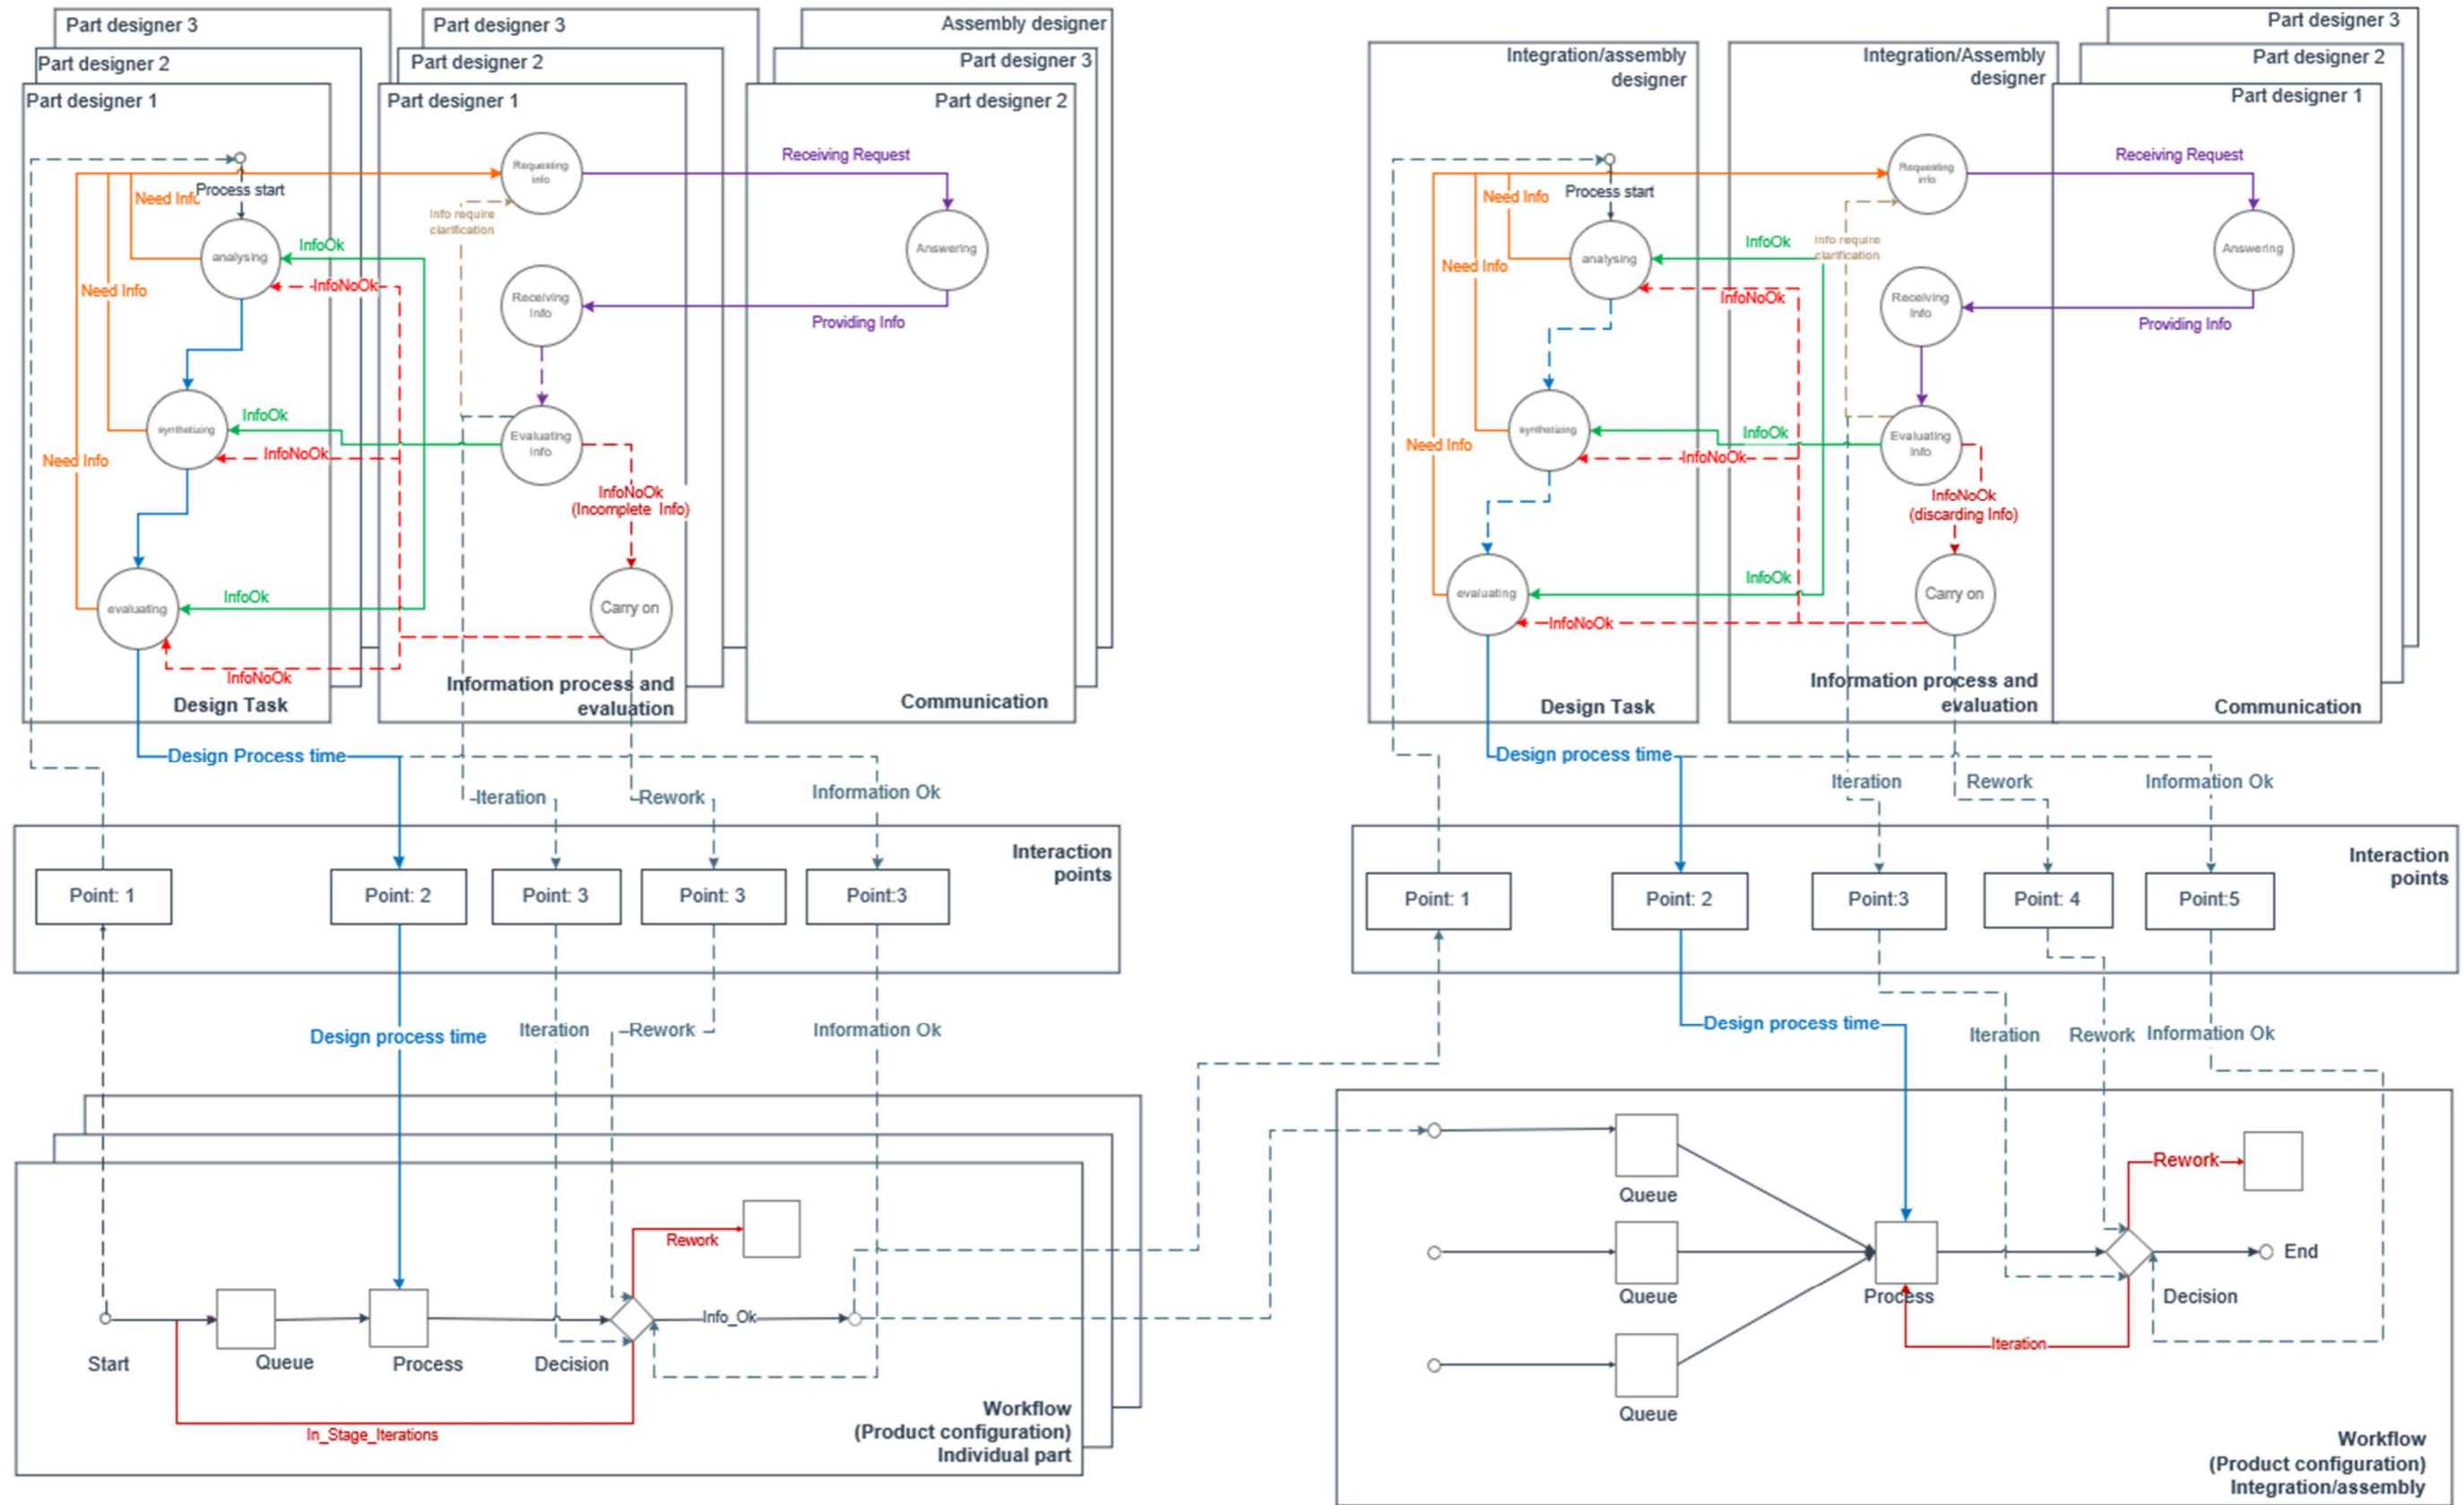 Part designer 3
Part designer 2
Part designer 1
Process start
Need Info
analysing
InfoOk
InfoNoOk
Need Info
synthetizing
InfoOk
InfoNoOk
Need Info
evaluating
InfoOk
InfoNoOk
Design Task
Part designer 3
Part designer 2
Part designer 1
Requesting
info
Info require
clarification
Receiving
Info
Evaluating
Info
InfoNoOk
(Incomplete Info)
Carry on
Information process and
evaluation
Assembly designer
Part designer 3
Part designer 2
Receiving Request
Answering
Providing Info
Communication
Design Process time
Iteration
Rework
Information Ok
Interaction
points
Point: 1
Point: 2
Point: 3
Point: 3
Point:3
Design process time
Iteration
Rework
Information Ok
Rework
Info_Ok
Start
Queue
Process
Decision
In_Stage_Iterations
Workflow
(Product configuration)
Individual part
Integration/assembly
designer
Process start
Need Info
analysing
InfoOk
InfoNoOk
Need Info
synthetizing
InfoOk
InfoNoOk
Need Info
evaluating
InfoOk
InfoNoOk
Design Task
Integration/Assembly
designer
Requesting
info
Info require
clarification
Receiving
Info
Evaluating
Info
InfoNoOk
(discarding Info)
Carry on
Information process and
evaluation
Part designer 3
Part designer 2
Part designer 1
Receiving Request
Answering
Providing Info
Communication
Design process time
Iteration
Rework
Information Ok
Interaction
points
Point: 1
Point: 2
Point:3
Point: 4
Point:5
Design process time
Iteration
Rework
Information Ok
Queue
Queue
Queue
Process
Rework
End
Decision
Iteration
Workflow
(Product configuration)
Integration/assembly